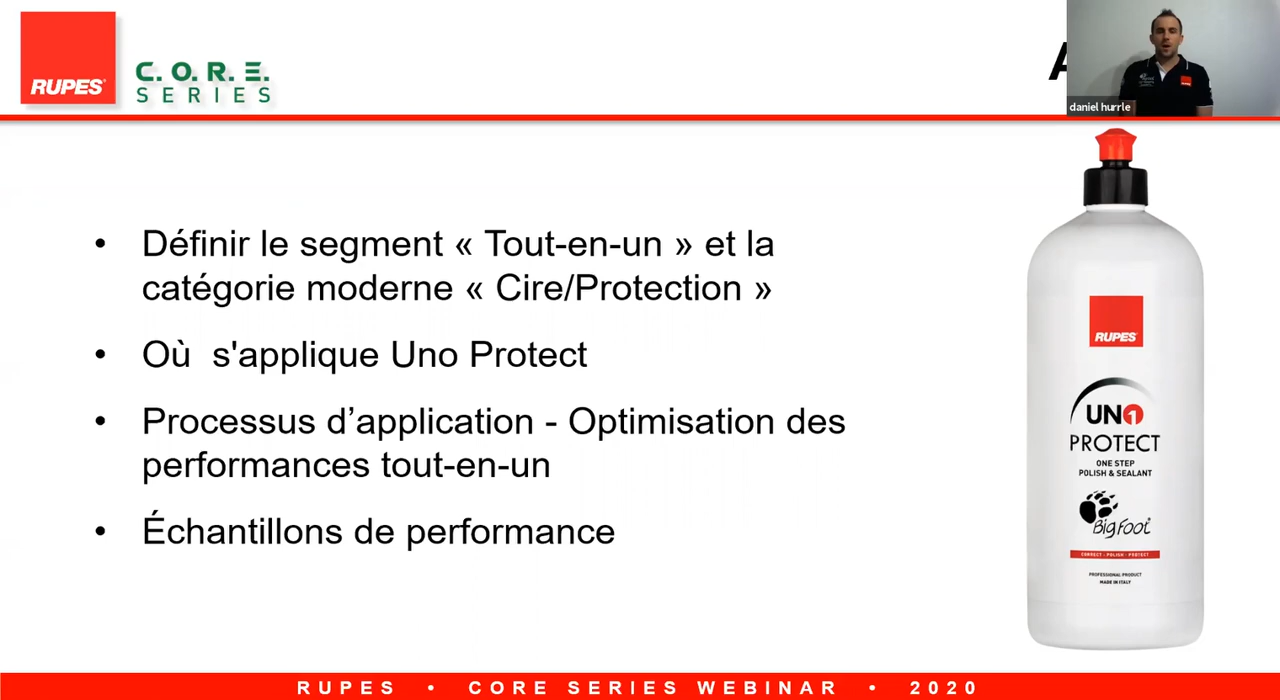 RUPES
C.O.R.E.
SERIES
A
daniel hurrle
• Définir le segment « Tout-en-un » et la
catégorie moderne « Cire/Protection »
• Où  s'applique Uno Protect
• Processus d’application - Optimisation des
performances tout-en-un
• Échantillons de performance
RUPES
UNO1
PROTECT
ONE STEP
POLISH & SEALANT
BigFoot
CORRECT - POLISH - PROTECT
PROFESSIONAL PRODUCT
MADE IN ITALY
RUPES • CORE SERIES WEBINAR • 2020